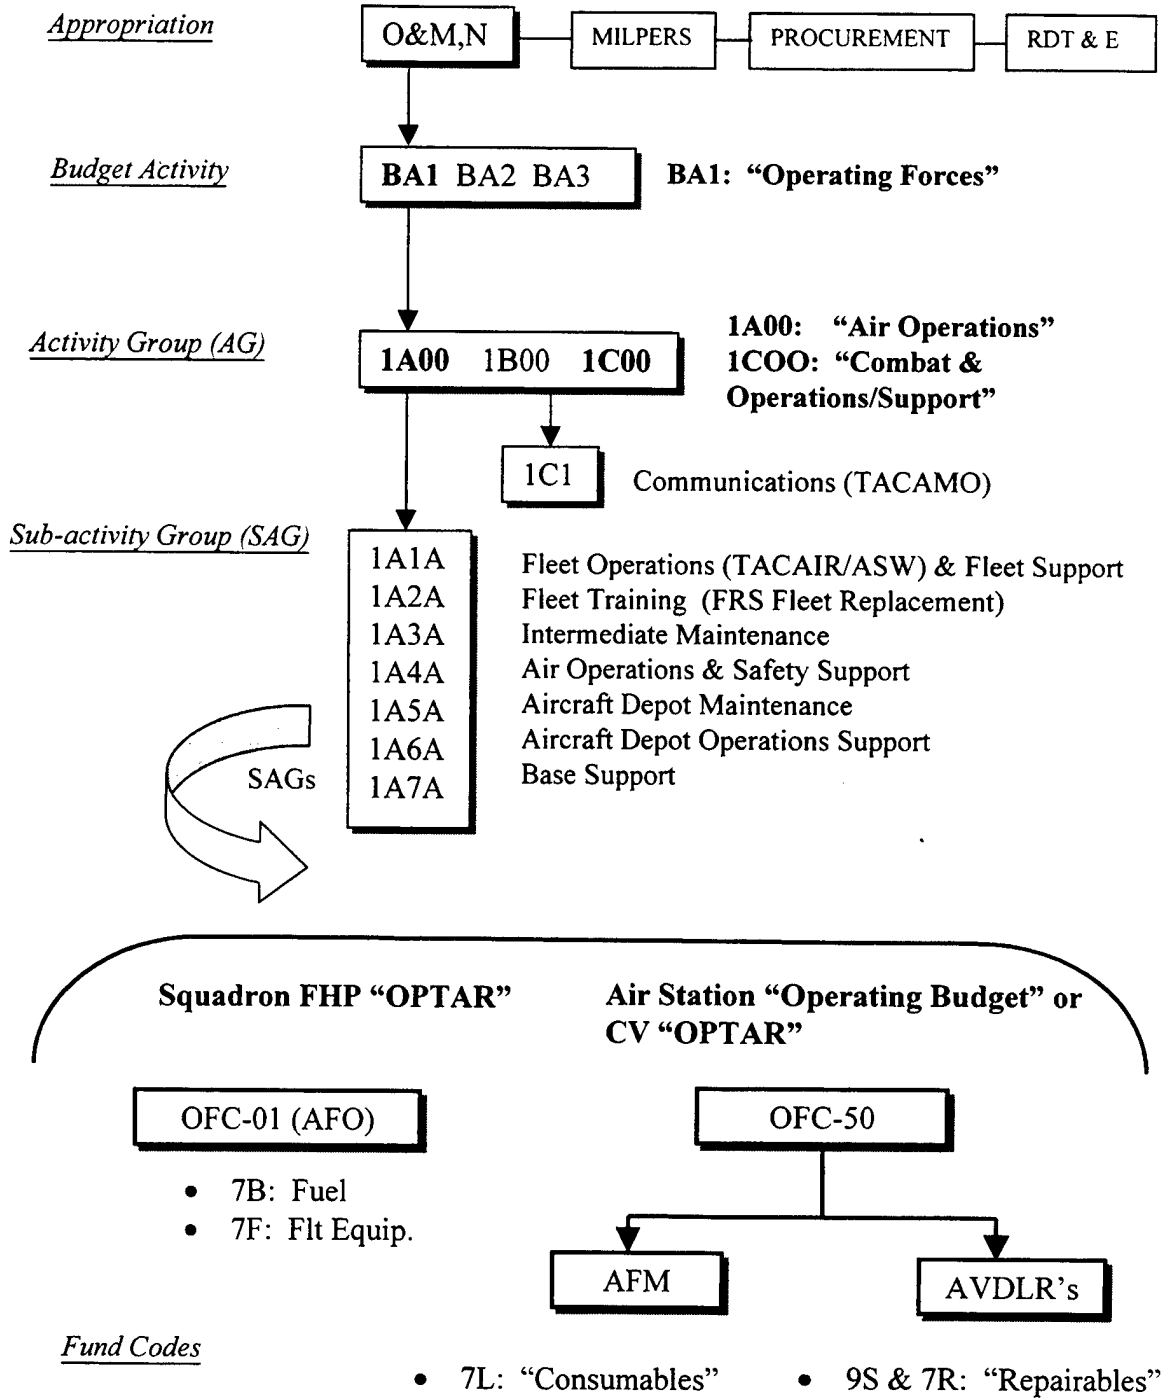 Appropriation
O&M,N MILPERS PROCUREMENT RDT & E
Budget Activity
BA1 BA2 BA3
BA1: “Operating Forces”
Activity Group (AG)
1A00 1B00 1C00
1A00: “Air Operations”
1COO: “Combat &
Operations/Support”
1C1
Communications (TACAMO)
Sub-activity Group (SAG)
1A1A Fleet Operations (TACAIR/ASW) & Fleet Support
1A2A Fleet Training (FRS Fleet Replacement)
1A3A Intermediate Maintenance
1A4A Air Operations & Safety Support
1A5A Aircraft Depot Maintenance
1A6A Aircraft Depot Operations Support
1A7A Base Support
SAGs
Squadron FHP “OPTAR”
Air Station “Operating Budget” or
CV “OPTAR”
OFC-01 (AFO)
• 7B: Fuel
• 7F: Flt Equip.
OFC-50
AFM
AVDLR's
Fund Codes
• 7L: “Consumables”
• 9S & 7R: “Repairables”